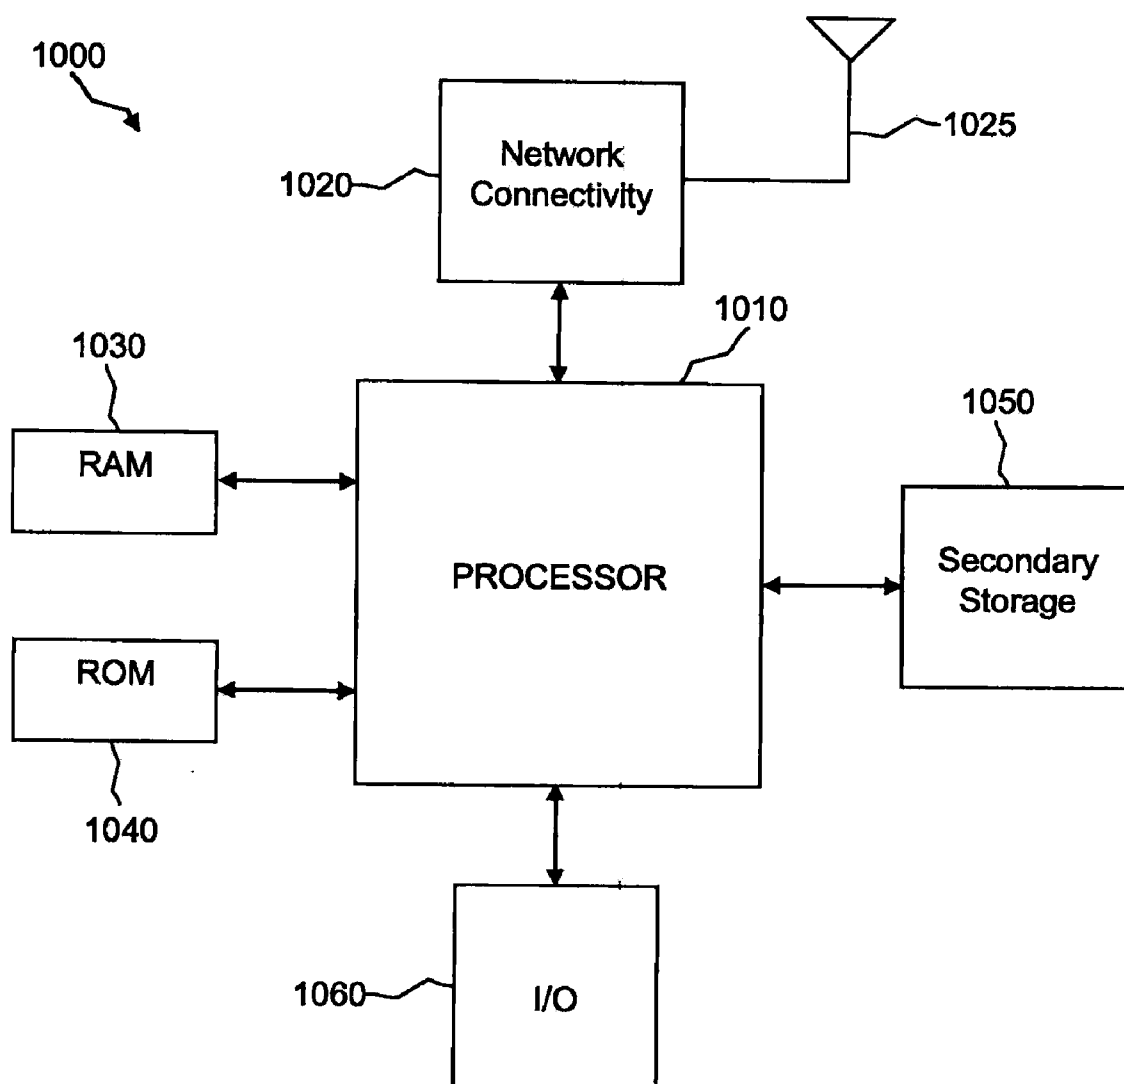 1000
1025
Network
Connectivity
1020
1010
1030
1050
RAM
Secondary
Storage
PROCESSOR
ROM
1040
1060
I/O